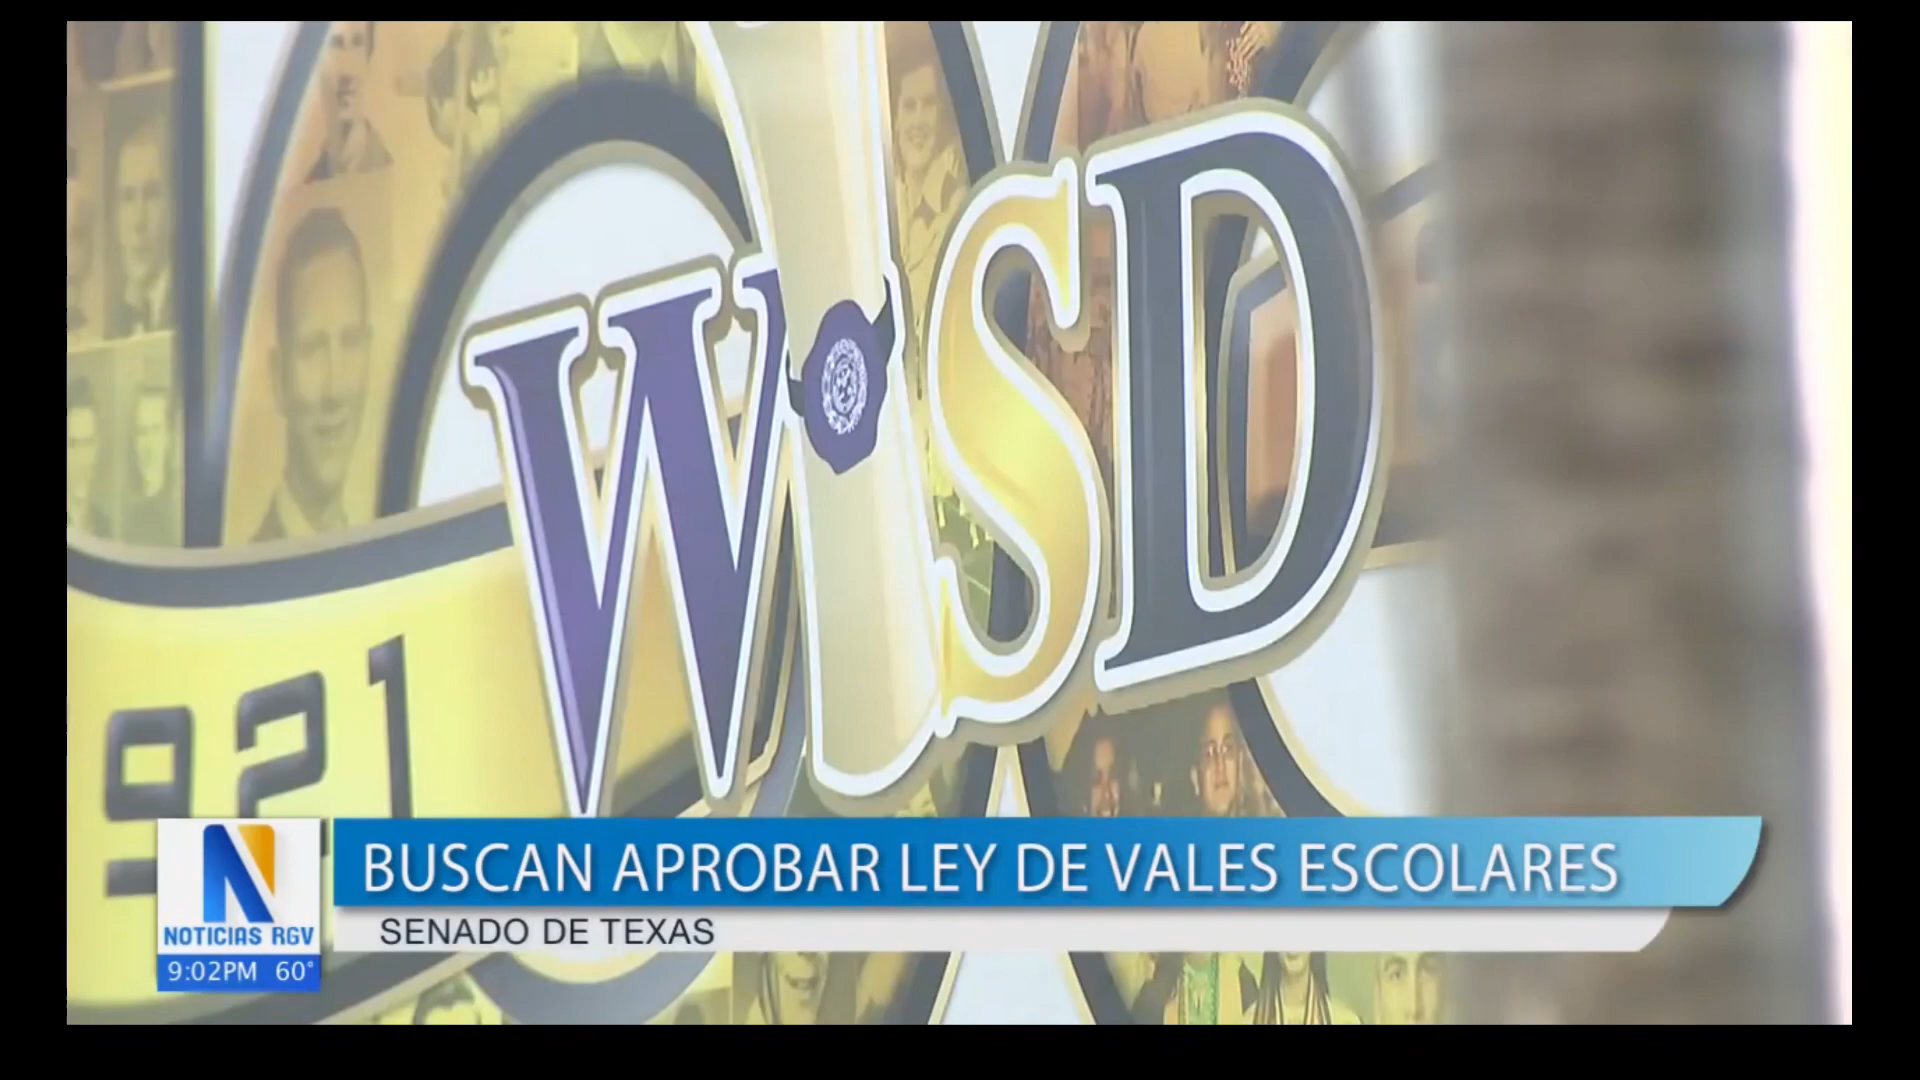 WISD
921
BUSCAN APROBAR LEY DE VALES ESCOLARES
SENADO DE TEXAS
NOTICIAS RGV
9:02PM 60°